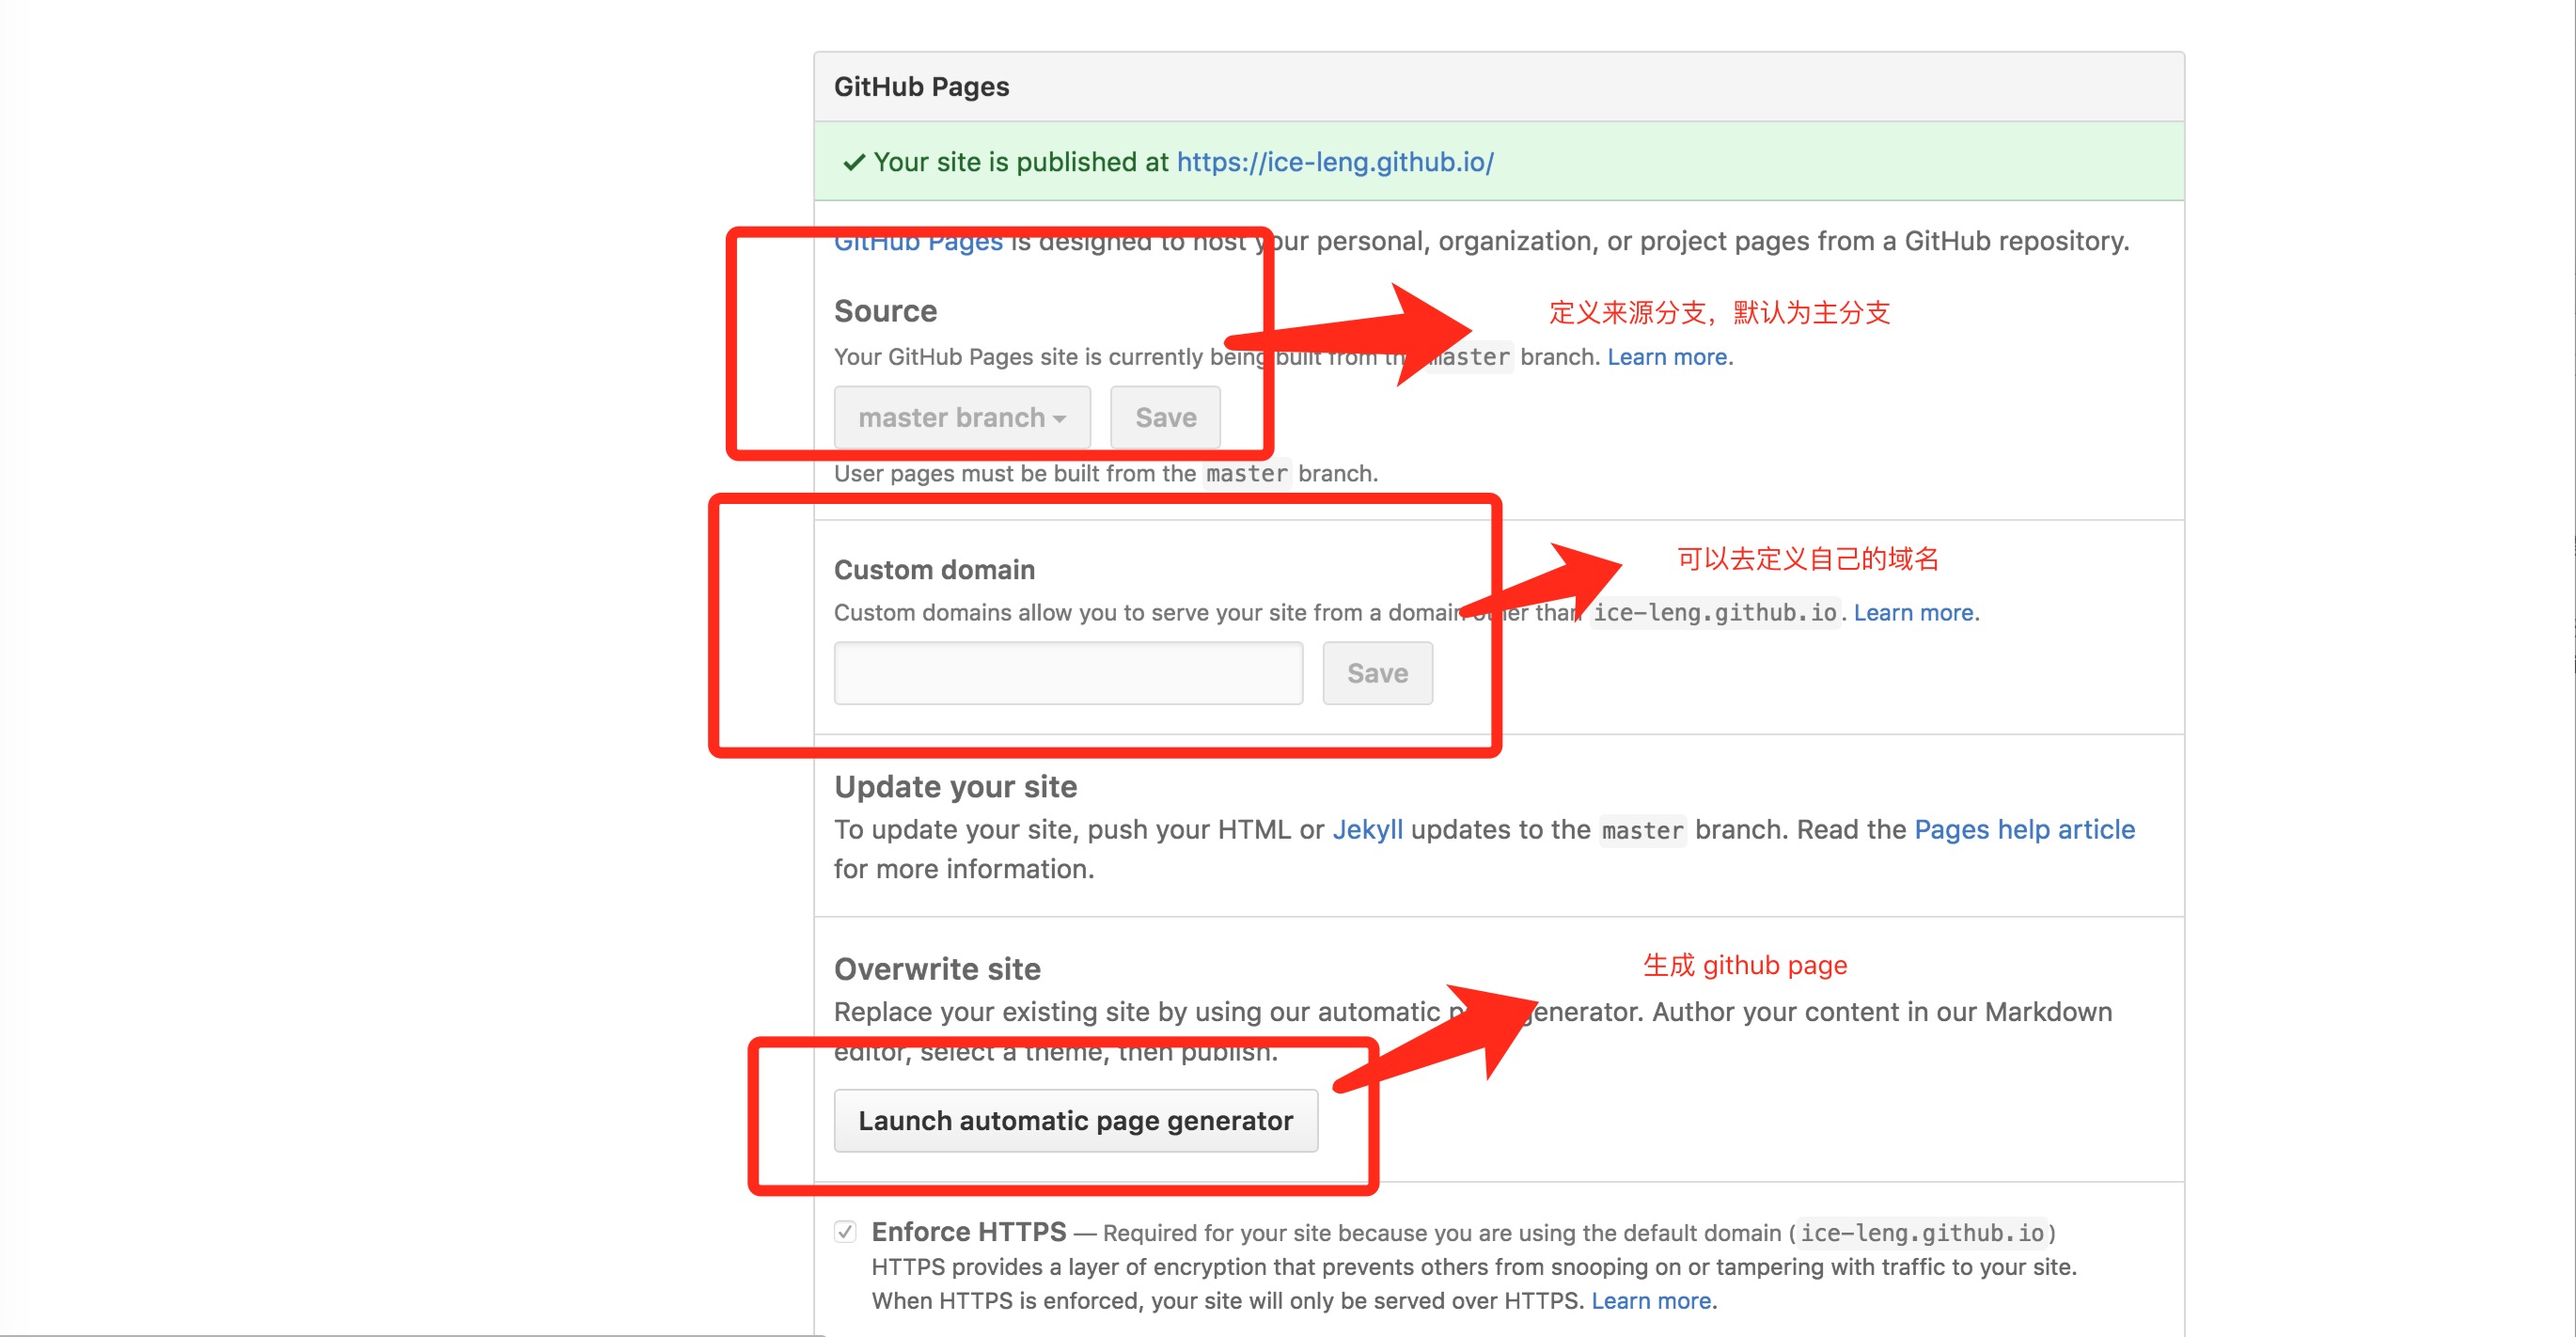 GitHub Pages
Your site is published at https://ice-leng.github.io/
GitHub Pages is designed to host your personal, organization, or project pages from a GitHub repository.
Source
定义来源分支，默认为主分支
Your GitHub Pages site is currently being built from the master branch. Learn more.
master branch Save
User pages must be built from the master branch.
Custom domain
可以去定义自己的域名
Custom domains allow you to serve your site from a domain other than ice-leng.github.io. Learn more.
Save
Update your site
To update your site, push your HTML or Jekyll updates to the master branch. Read the Pages help article
for more information.
Overwrite site
生成 github page
Replace your existing site by using our automatic generator. Author your content in our Markdown
editor, select a theme, then publish.
Launch automatic page generator
Enforce HTTPS — Required for your site because you are using the default domain (ice-leng.github.io)
HTTPS provides a layer of encryption that prevents others from snooping on or tampering with traffic to your site.
When HTTPS is enforced, your site will only be served over HTTPS. Learn more.